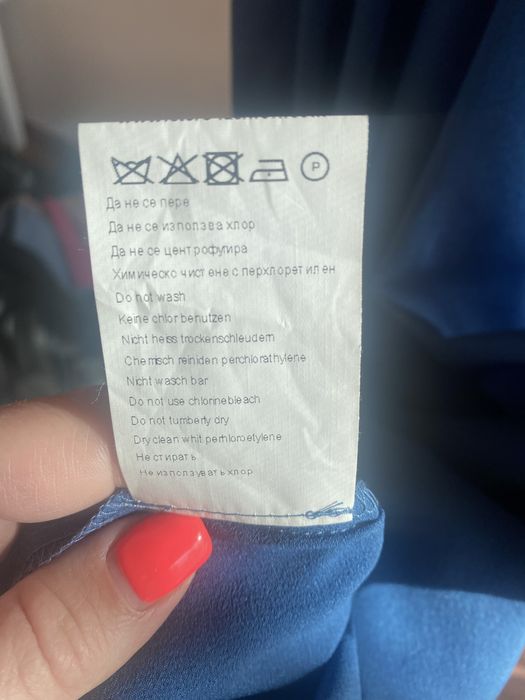 P
Да не се пере
Да не се използва хлор
Да не се центрофугира
Химическо чистене с перхлоретилен
Do not wash
Keine chlor benutzen
Nicht heiss trockenschleudern
Chemisch reiniden perchlorathylene
Nicht wasch bar
Do not use chlorinebleach
Do not tumberty dry
Dry clean whit perhloroetylene
Не стирать
Не использувать хлор